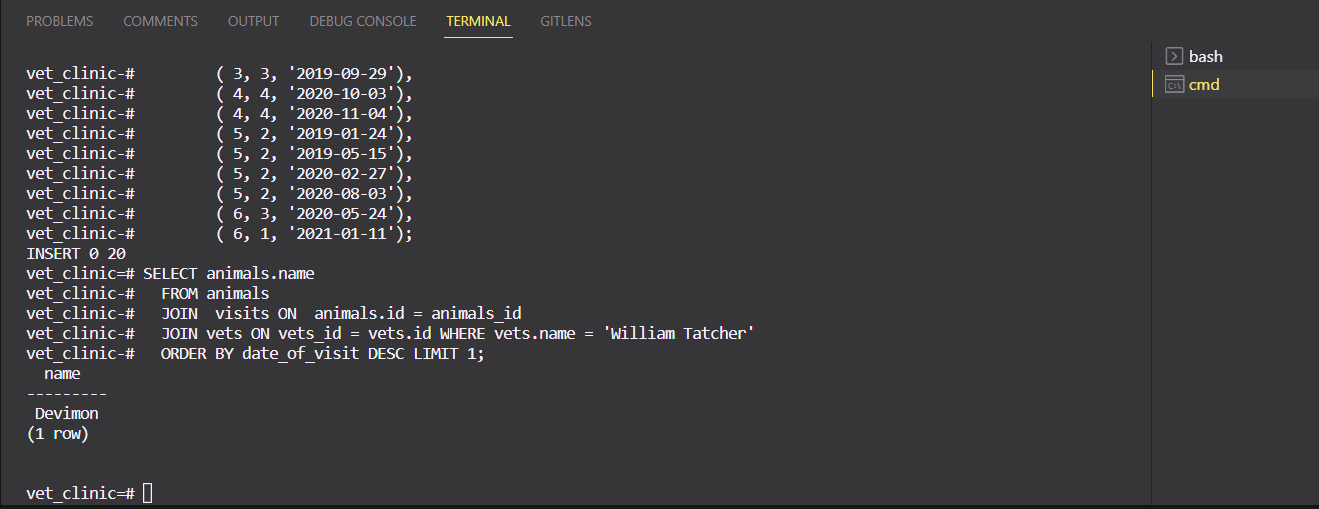 PROBLEMS COMMENTS OUTPUT DEBUG CONSOLE TERMINAL GITLENS
vet_clinic-# ( 3, 3, '2019-09-29'),
vet_clinic-# ( 4, 4, '2020-10-03'),
vet_clinic-# ( 4, 4, '2020-11-04'),
vet_clinic-# ( 5, 2, '2019-01-24'),
vet_clinic-# ( 5, 2, '2019-05-15'),
vet_clinic-# ( 5, 2, '2020-02-27'),
vet_clinic-# ( 5, 2, '2020-08-03'),
vet_clinic-# ( 6, 3, '2020-05-24'),
vet_clinic-# ( 6, 1, '2021-01-11');
INSERT 0 20
vet_clinic=# SELECT animals.name
vet_clinic-# FROM animals
vet_clinic-# JOIN  visits ON  animals.id = animals_id
vet_clinic-# JOIN vets ON vets_id = vets.id WHERE vets.name = 'William Tatcher'
vet_clinic-# ORDER BY date_of_visit DESC LIMIT 1;
name
---------
Devimon
(1 row)
vet_clinic=#
bash
cmd